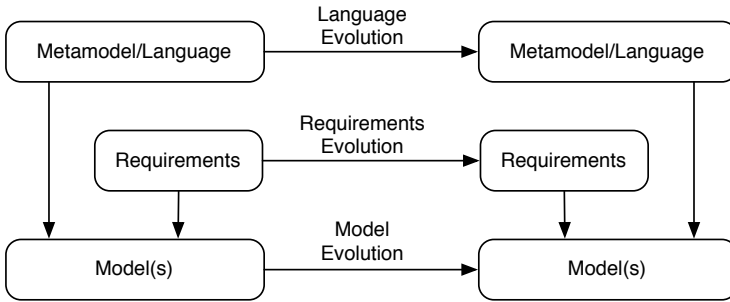 Language
Evolution
Metamodel/Language
Metamodel/Language
Requirements
Evolution
Requirements
Requirements
Model
Evolution
Model(s)
Model(s)